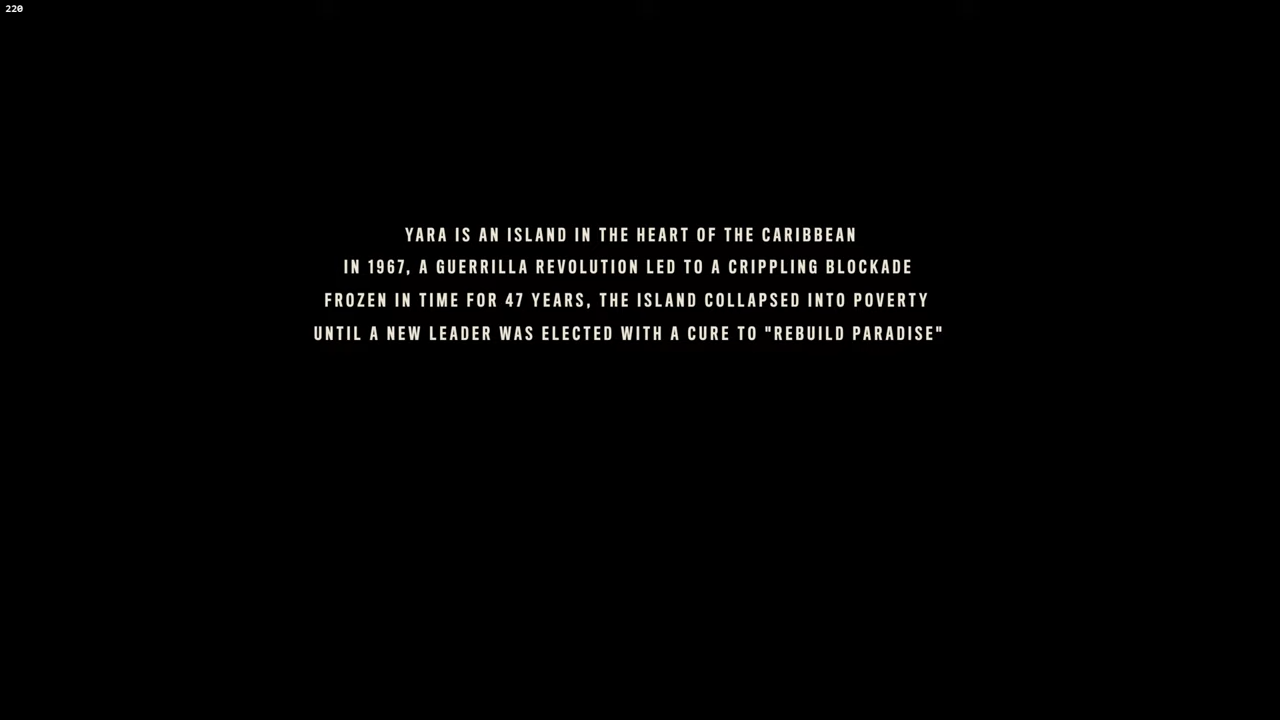 220
YARA IS AN ISLAND IN THE HEART OF THE CARIBBEAN
IN 1967, A GUERRILLA REVOLUTION LED TO A CRIPPLING BLOCKADE
FROZEN IN TIME FOR 47 YEARS, THE ISLAND COLLAPSED INTO POVERTY
UNTIL A NEW LEADER WAS ELECTED WITH A CURE TO "REBUILD PARADISE"